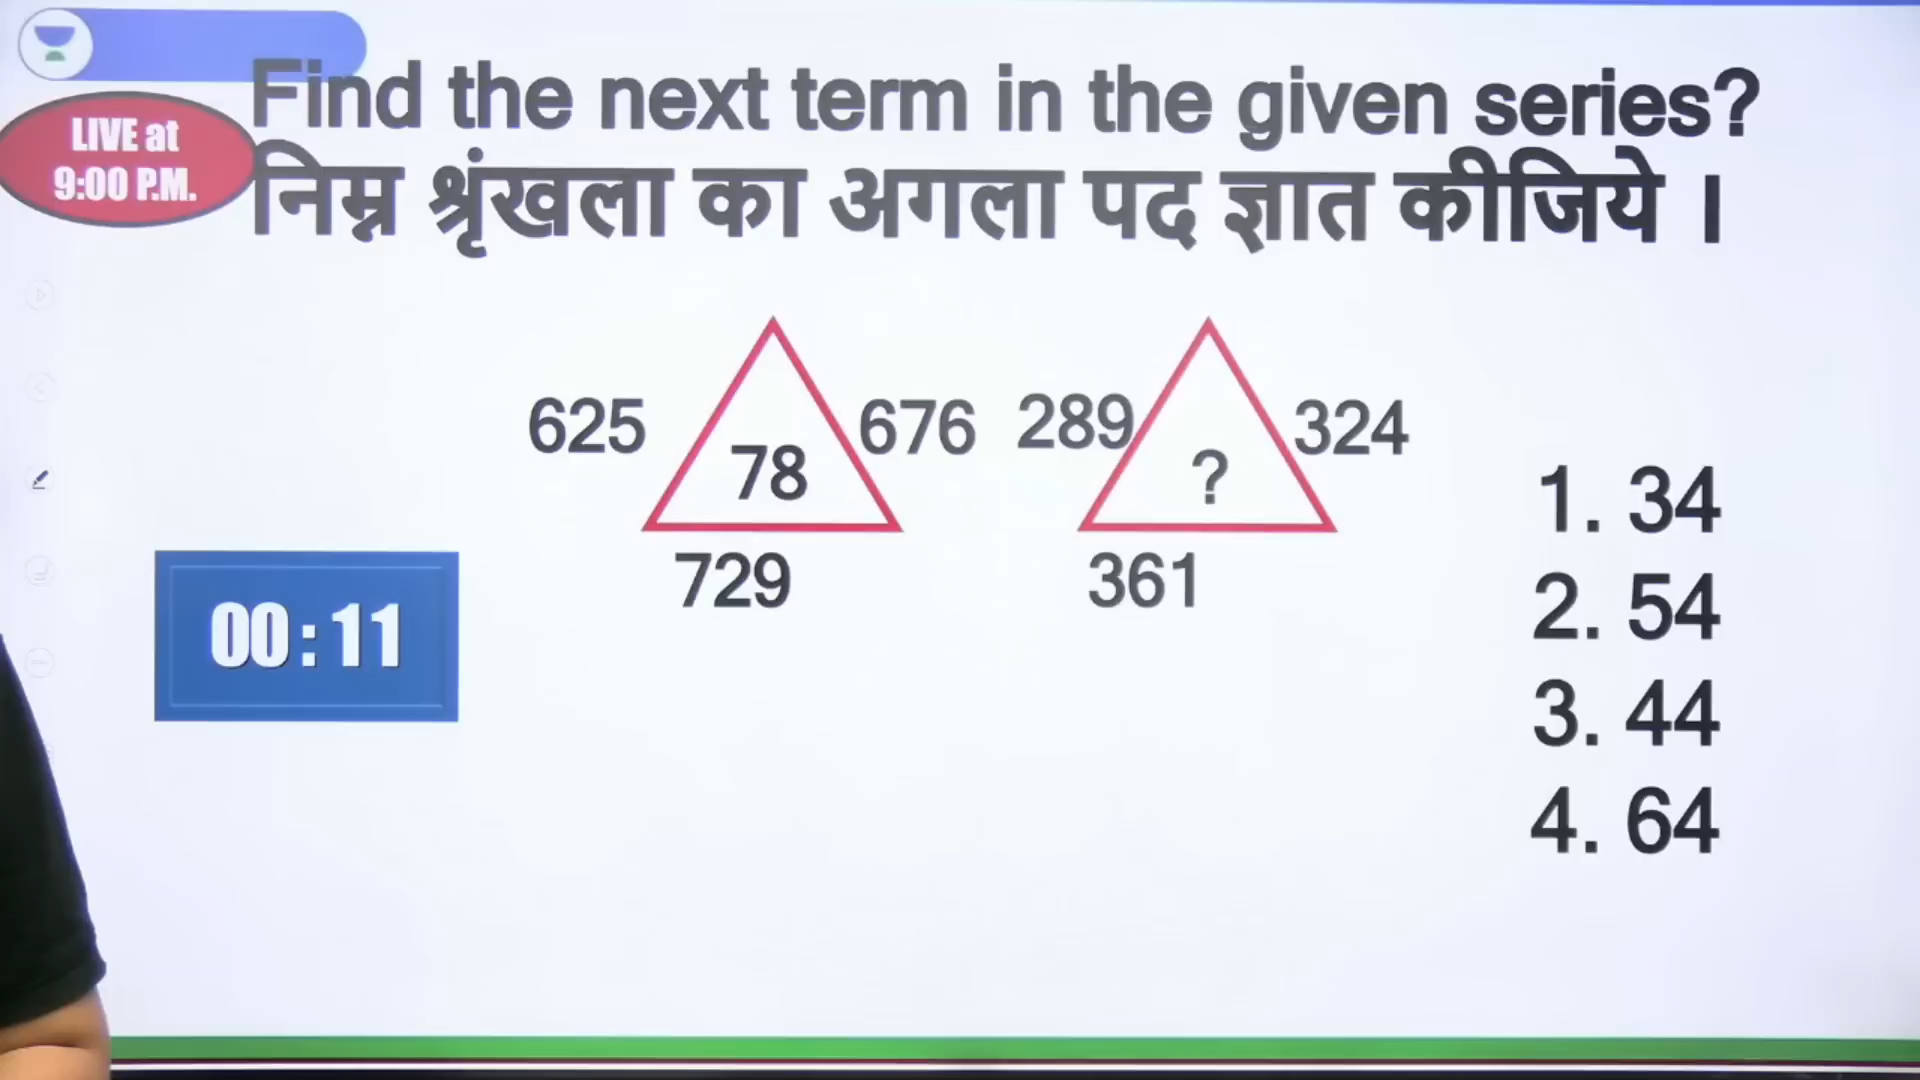 Find the next term in the given series?
LIVE at
9:00 P.M.
निम्न श्रृंखला का अगला पद ज्ञात कीजिये ।
625 78 676 289 ? 324
729 361
1. 34
2. 54
3. 44
4. 64
00:11